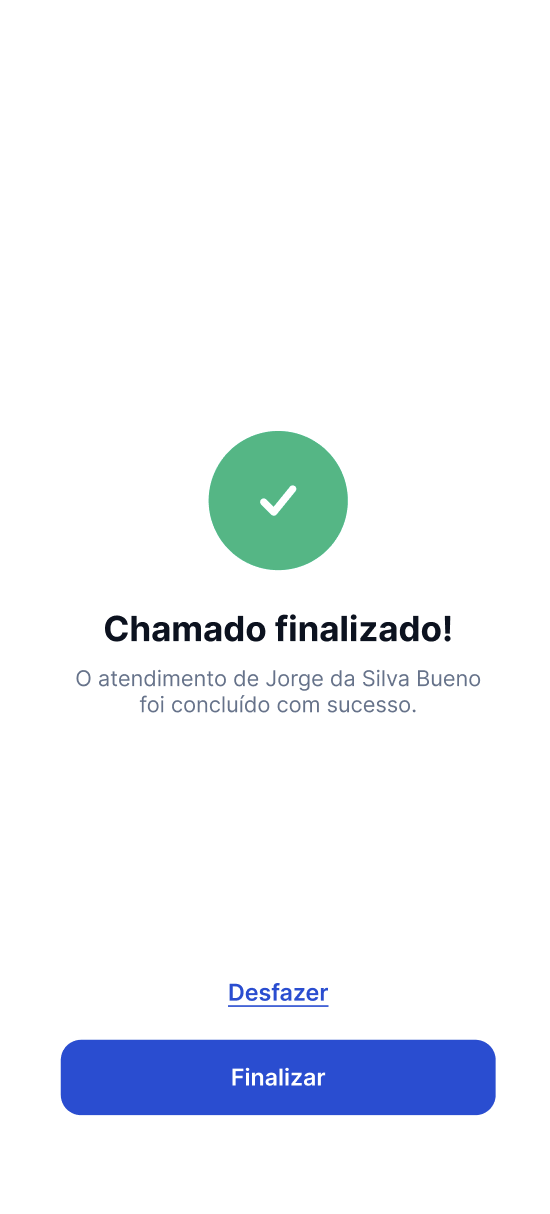 Chamado finalizado!
O atendimento de Jorge da Silva Bueno
foi concluído com sucesso.
Desfazer
Finalizar